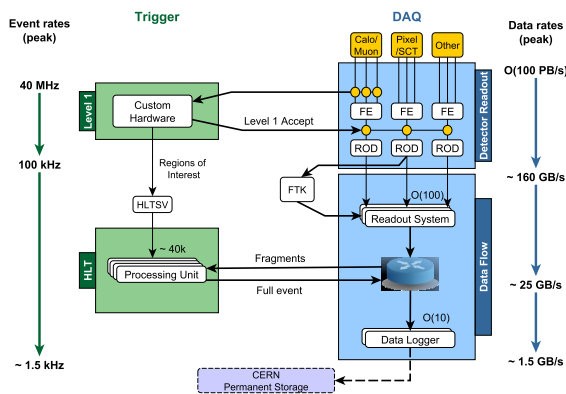 Event rates
(peak)
Trigger
DAQ
Data rates
(peak)
Calo/
Muon
Pixel
/SCT
Other
40 MHz
O(100 PB/s)
Level 1
Custom
Hardware
FE
FE
FE
Level 1 Accept
Detector Readout
100 kHz
ROD
ROD
ROD
Regions of
Interest
FTK
~ 160 GB/s
HLTSV
O(100)
Readout System
~ 40k
HLT
Processing Unit
Fragments
Full event
Data Flow
~ 25 GB/s
O(10)
Data Logger
~ 1.5 kHz
~ 1.5 GB/s
CERN
Permanent Storage